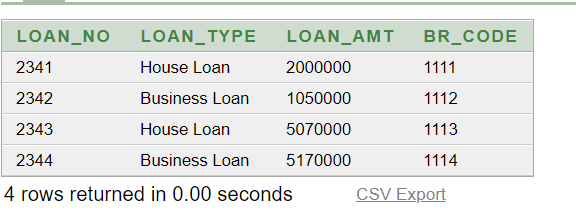 LOAN_NO LOAN_TYPE LOAN_AMT BR_CODE
2341 House Loan 2000000 1111
2342 Business Loan 1050000 1112
2343 House Loan 5070000 1113
2344 Business Loan 5170000 1114
4 rows returned in 0.00 seconds CSV Export